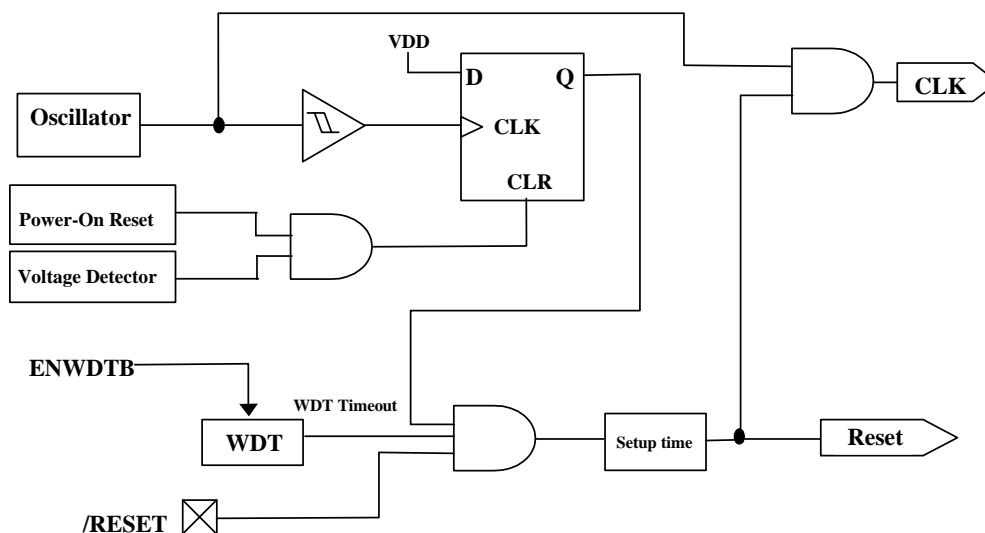 VDD
D
Q
CLK
Oscillator
CLK
CLR
Power-On Reset
Voltage Detector
ENWDTB
WDT Timeout
WDT
Setup time
Reset
/RESET